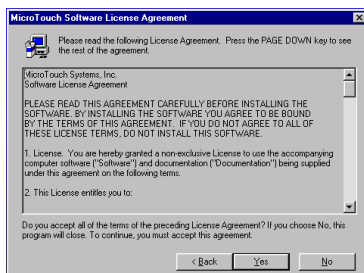 MicroTouch Software License Agreement
Please read the following License Agreement. Press the PAGE DOWN key to see
the rest of the agreement.
MicroTouch Systems, Inc.
Software License Agreement
PLEASE READ THIS AGREEMENT CAREFULLY BEFORE INSTALLING THE
SOFTWARE. BY INSTALLING THE SOFTWARE YOU AGREE TO BE BOUND
BY THE TERMS OF THIS AGREEMENT. IF YOU DO NOT AGREE TO ALL OF
THESE LICENSE TERMS, DO NOT INSTALL THIS SOFTWARE.
1. License. You are hereby granted a non-exclusive License to use the accompanying
computer software ("Software") and documentation ("Documentation") being supplied
under this agreement on the following terms.
2. This License entitles you to:
Do you accept all of the terms of the preceding License Agreement? If you choose No, this
program will close. To continue, you must accept this agreement.
< Back Yes No